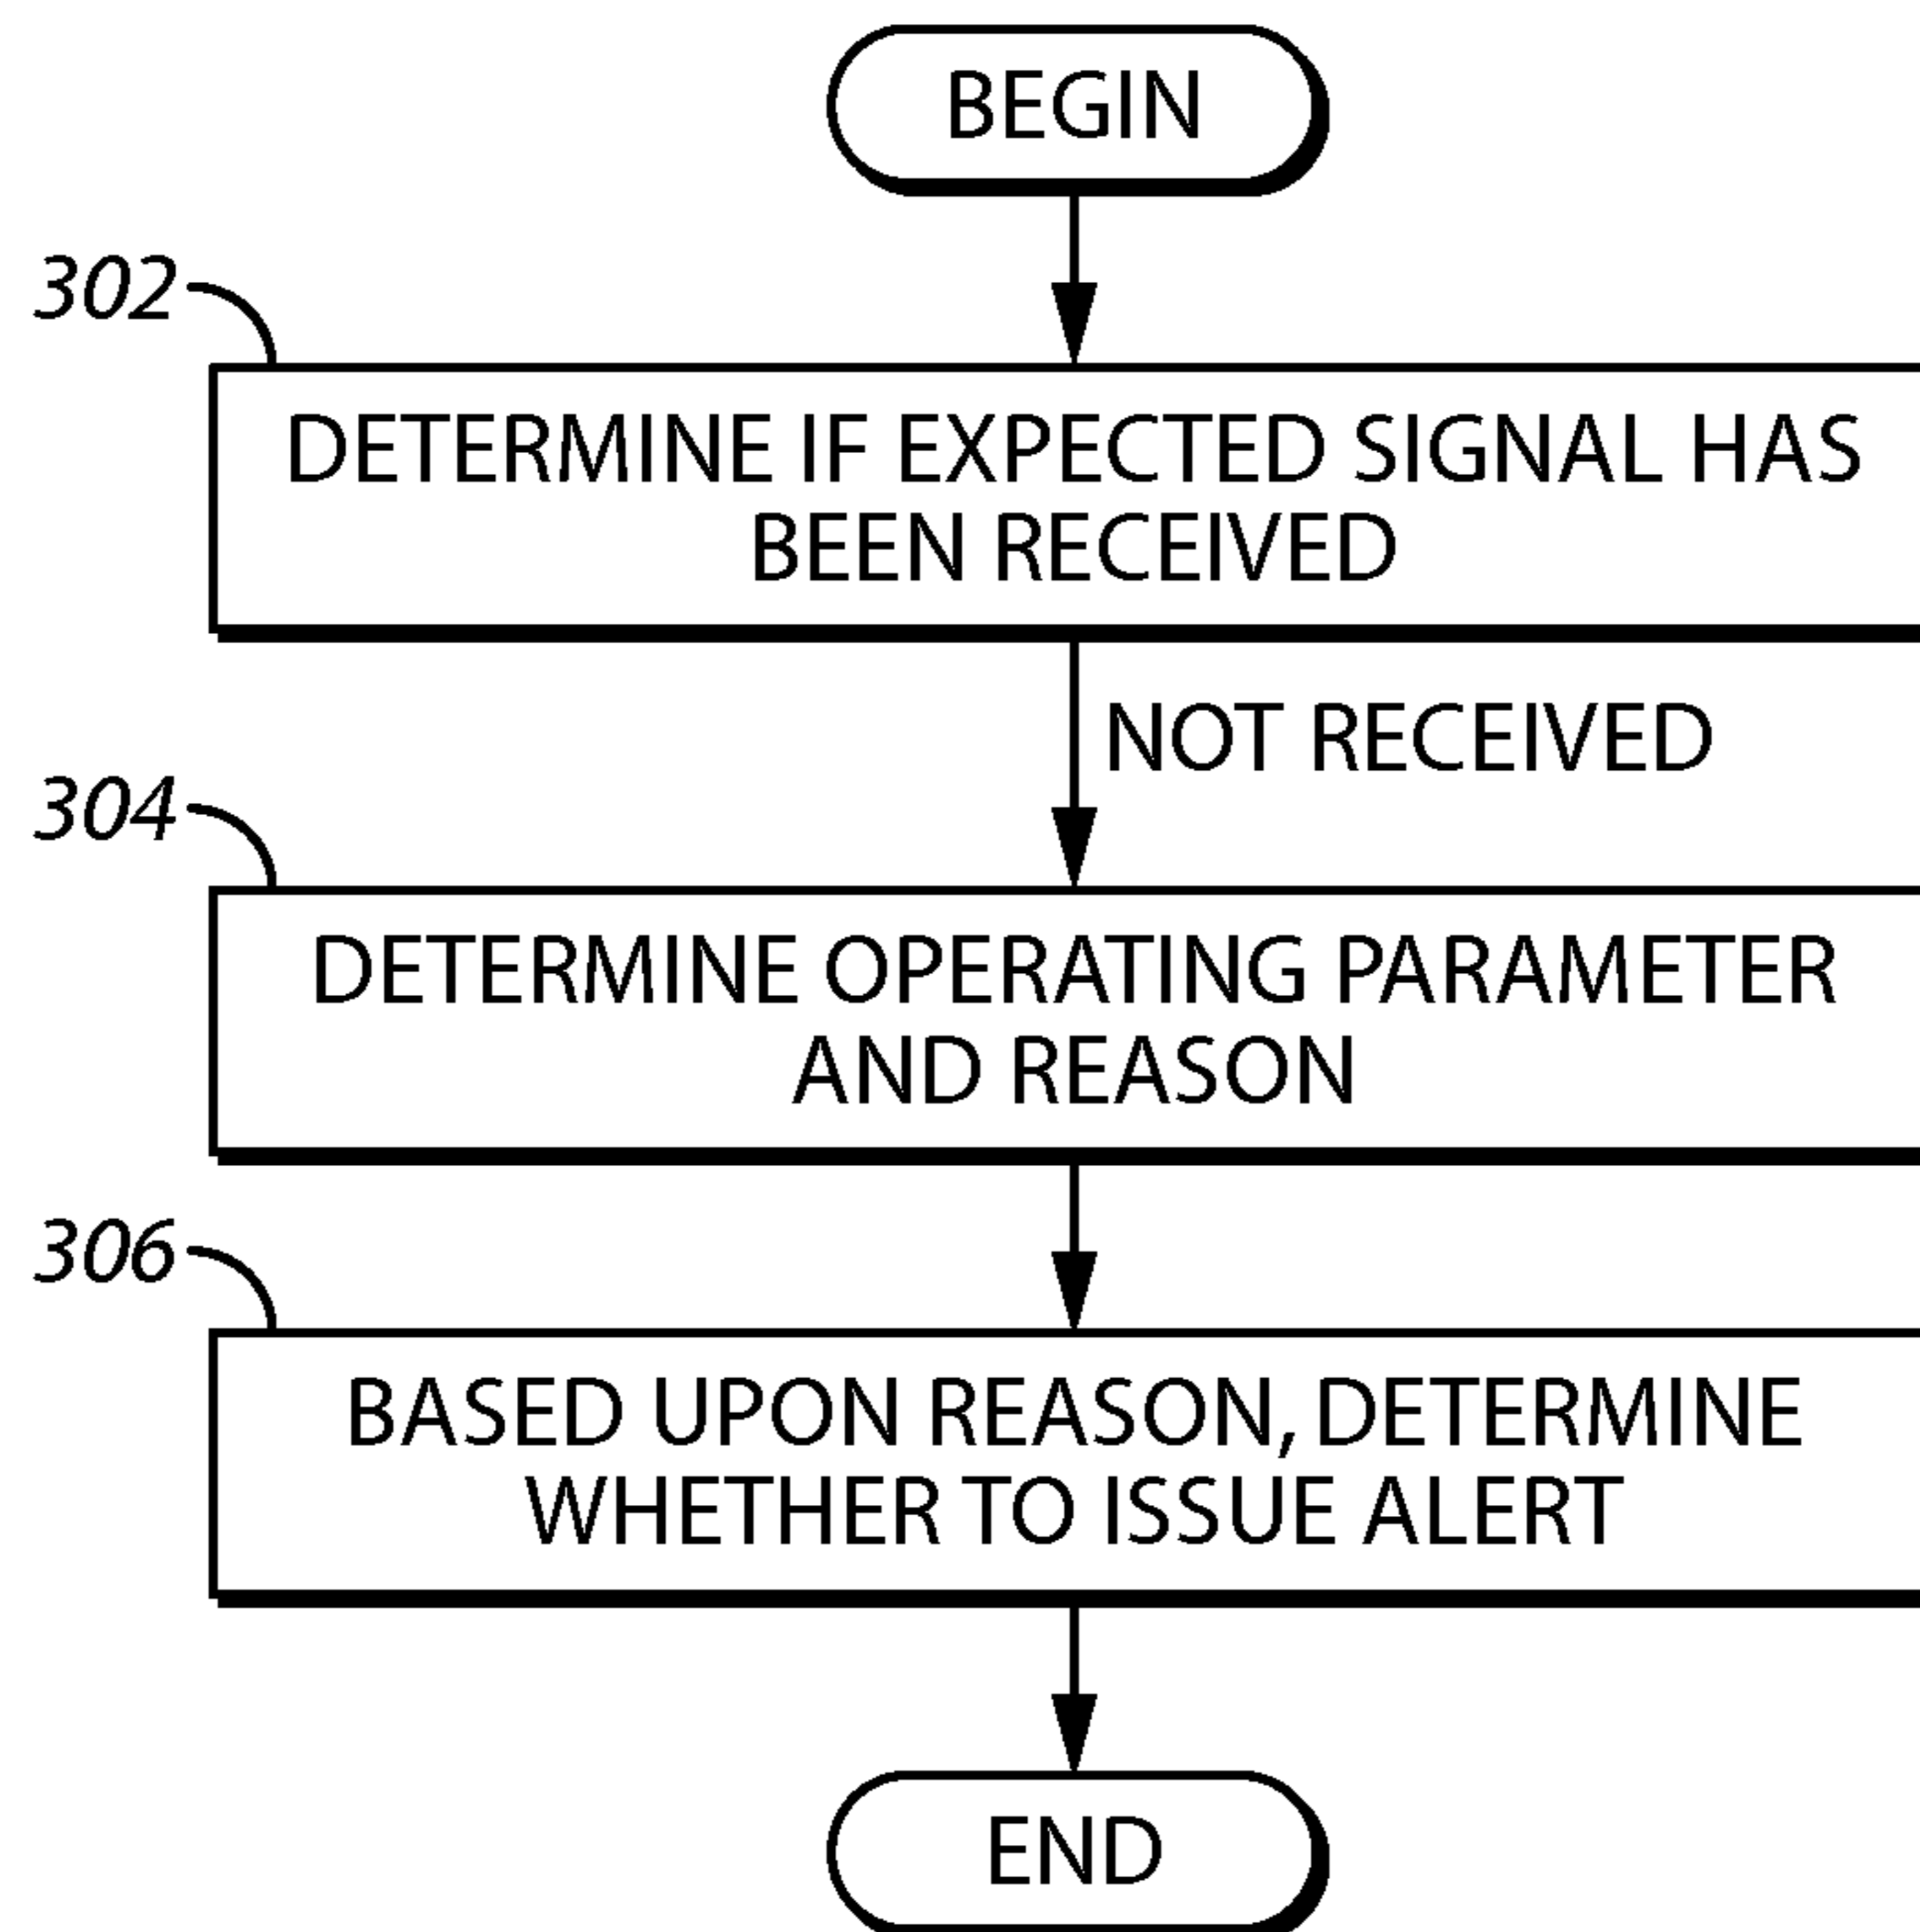 BEGIN
302
DETERMINE IF EXPECTED SIGNAL HAS
BEEN RECEIVED
NOT RECEIVED
304
DETERMINE OPERATING PARAMETER
AND REASON
306
BASED UPON REASON, DETERMINE
WHETHER TO ISSUE ALERT
END